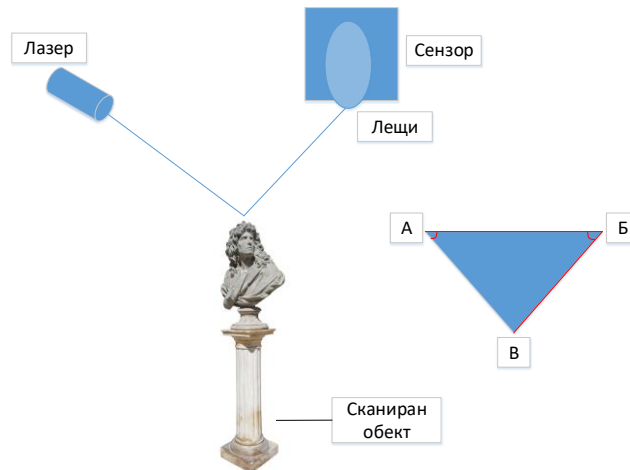 Лазер
Сензор
Лещи
А
Б
В
Сканиран
обект